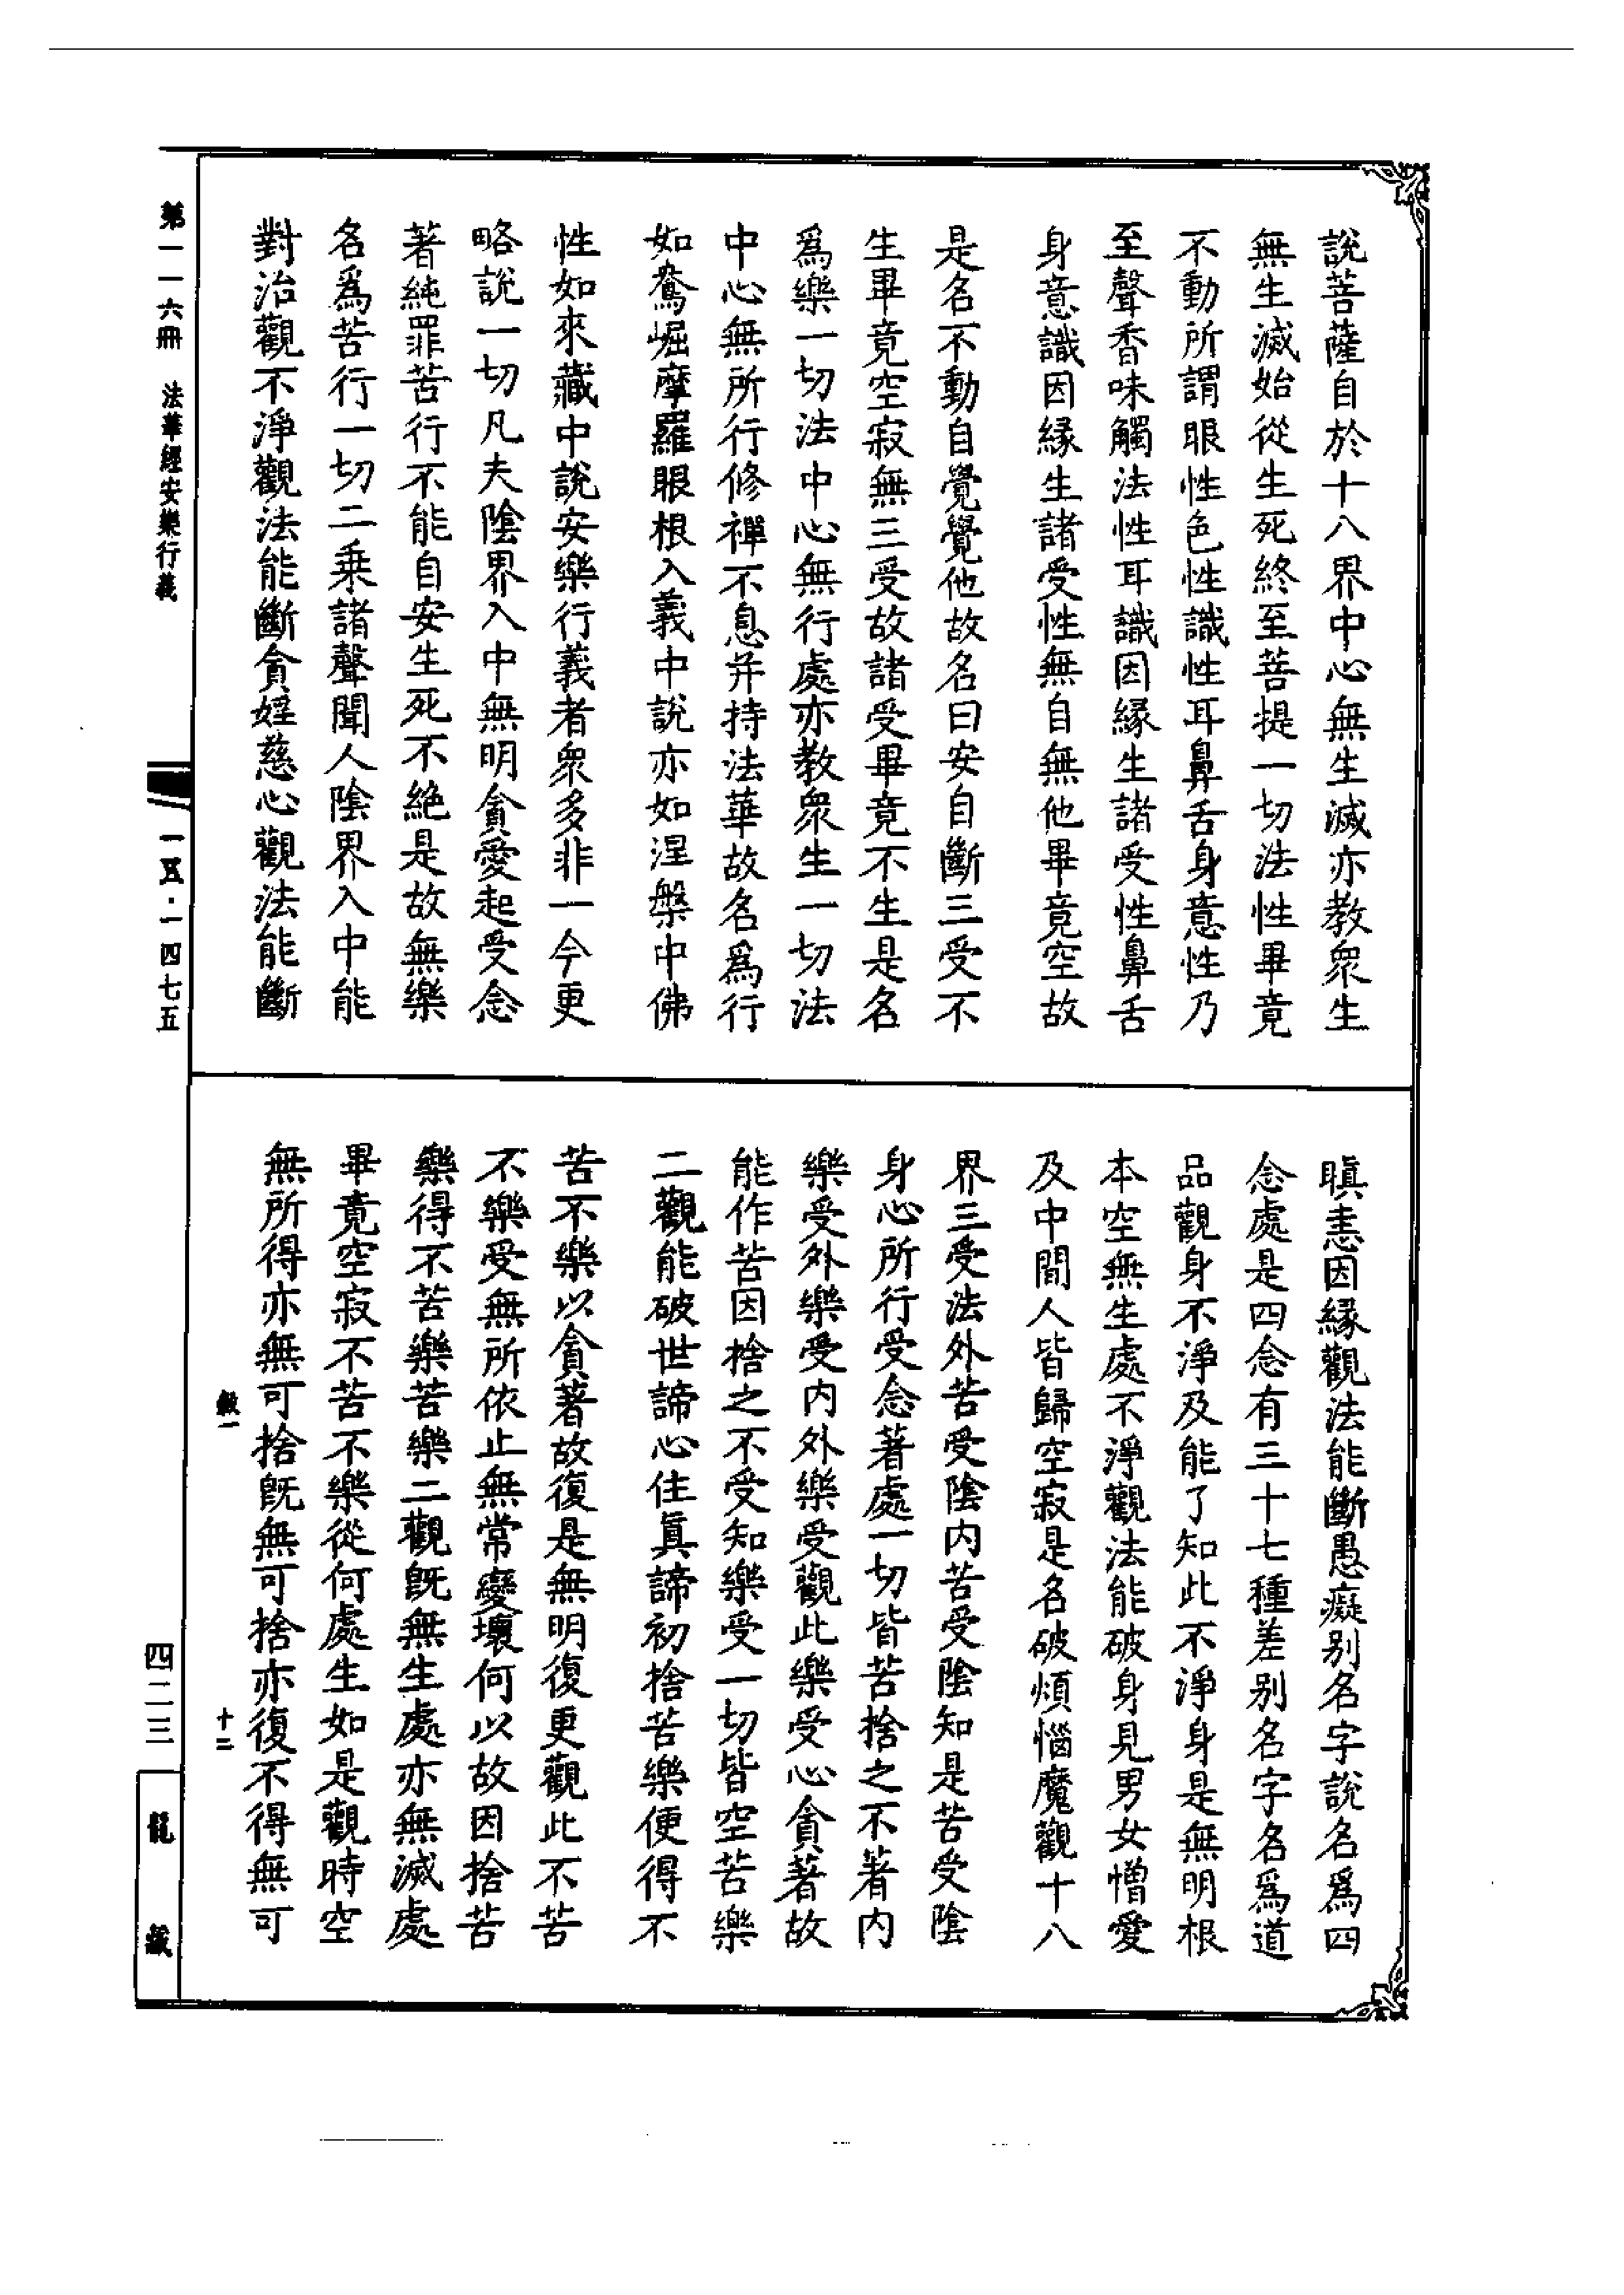 說菩薩自於十八界中心無生滅亦教衆生
無生滅始從生死終至菩提一切法性畢竟
不動所謂眼性色性識性耳鼻舌身意性乃
至聲香味觸法性耳識因緣生諸受性鼻舌
身意識因緣生諸受性無自無他畢竟空故
是名不動自覺覺他故名曰安自斷三受不
生畢竟空寂無三受故諸受畢竟不生是名
爲樂一切法中心無行處亦教衆生一切法
中心無所行修禪不息并持法華故名爲行
如鴦崛摩羅眼根入義中說亦如涅槃中佛
性如來藏中說安樂行義者衆多非一今更
略說一切凡夫陰界入中無明貪愛起受念
著純罪苦行不能自安生死不絕是故無樂
名爲苦行一切二乘諸聲聞人陰界入中能
對治觀不淨觀法能斷貪婬慈心觀法能斷
瞋恚因緣觀法能斷愚癡別名字說名爲四
念處是四念有三十七種差別名字名爲道
品觀身不淨及能了知此不淨身是無明根
本空無生處不淨觀法能破身見男女憎愛
及中間人皆歸空寂是名破煩惱魔觀十八
界三受法外苦受陰内苦受陰知是苦受陰
身心所行受念著處一切皆苦捨之不著内
樂受外樂受内外樂受觀此樂受心貪著故
能作苦因捨之不受知樂受一切皆空苦樂
二觀能破世諦心住眞諦初捨苦樂便得不
苦不樂以貪著故復是無明復更觀此不苦
不樂受無所依止無常變壞何以故因捨苦
樂得不苦樂苦樂二觀旣無生處亦無滅處
畢竟空寂不苦不樂從何處生如是觀時空
無所得亦無可捨旣無可捨亦復不得無可
㪍一 十二
第一一六冊 法華經安樂行義
一五·一四七五
四二三
龍藏